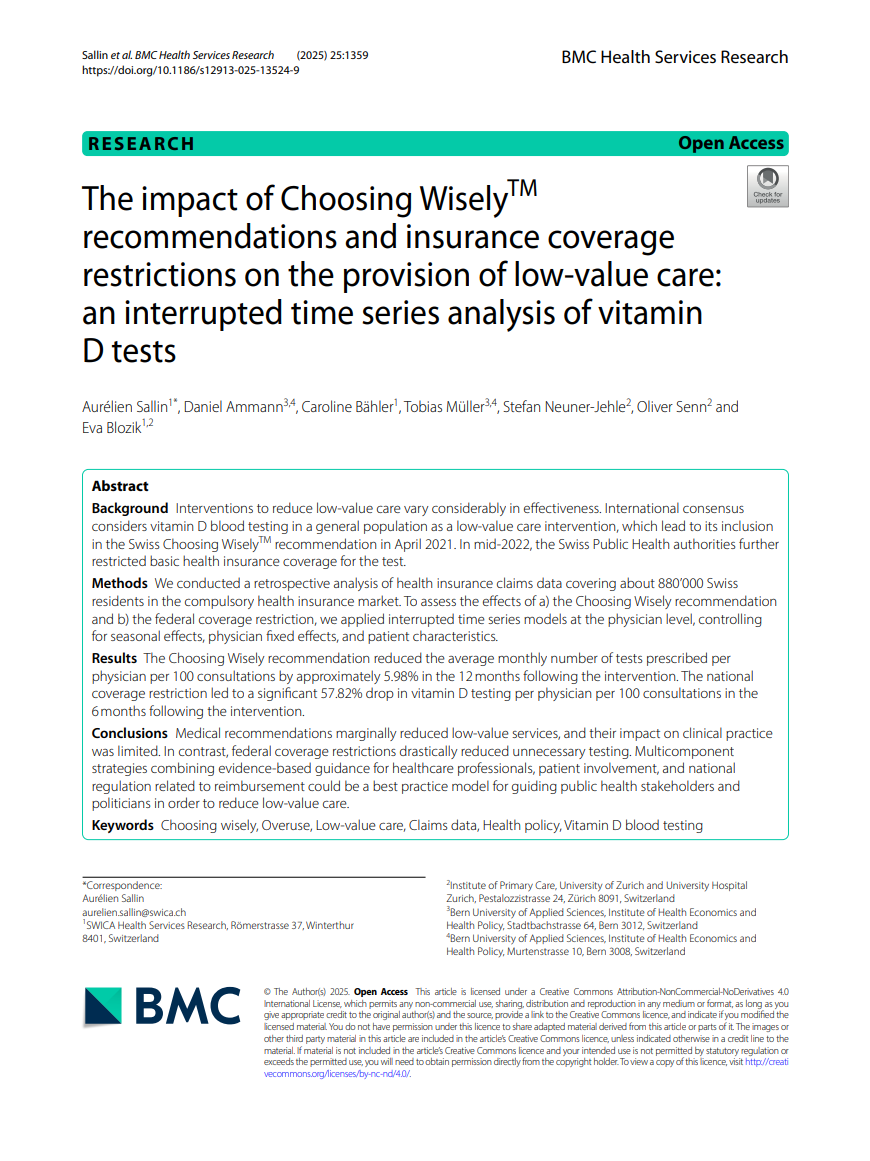 Sallin et al. BMC Health Services Research (2025) 25:1359
https://doi.org/10.1186/s12913-025-13524-9
BMC Health Services Research
RESEARCH
Open Access
Check for
updates
The impact of Choosing Wisely™
recommendations and insurance coverage
restrictions on the provision of low-value care:
an interrupted time series analysis of vitamin
D tests
Aurélien Sallin1*, Daniel Ammann3,4, Caroline Bähler1, Tobias Müller3,4, Stefan Neuner-Jehle2, Oliver Senn2 and
Eva Blozik1,2
Abstract
Background Interventions to reduce low-value care vary considerably in effectiveness. International consensus
considers vitamin D blood testing in a general population as a low-value care intervention, which lead to its inclusion
in the Swiss Choosing Wisely™ recommendation in April 2021. In mid-2022, the Swiss Public Health authorities further
restricted basic health insurance coverage for the test.
Methods We conducted a retrospective analysis of health insurance claims data covering about 880'000 Swiss
residents in the compulsory health insurance market. To assess the effects of a) the Choosing Wisely recommendation
and b) the federal coverage restriction, we applied interrupted time series models at the physician level, controlling
for seasonal effects, physician fixed effects, and patient characteristics.
Results The Choosing Wisely recommendation reduced the average monthly number of tests prescribed per
physician per 100 consultations by approximately 5.98% in the 12 months following the intervention. The national
coverage restriction led to a significant 57.82% drop in vitamin D testing per physician per 100 consultations in the
6 months following the intervention.
Conclusions Medical recommendations marginally reduced low-value services, and their impact on clinical practice
was limited. In contrast, federal coverage restrictions drastically reduced unnecessary testing. Multicomponent
strategies combining evidence-based guidance for healthcare professionals, patient involvement, and national
regulation related to reimbursement could be a best practice model for guiding public health stakeholders and
politicians in order to reduce low-value care.
Keywords Choosing wisely, Overuse, Low-value care, Claims data, Health policy, Vitamin D blood testing
*Correspondence:
Aurélien Sallin
aurelien.sallin@swica.ch
1SWICA Health Services Research, Römerstrasse 37, Winterthur
8401, Switzerland
2Institute of Primary Care, University of Zurich and University Hospital
Zurich, Pestalozzistrasse 24, Zürich 8091, Switzerland
3Bern University of Applied Sciences, Institute of Health Economics and
Health Policy, Stadtbachstrasse 64, Bern 3012, Switzerland
4Bern University of Applied Sciences, Institute of Health Economics and
Health Policy, Murtenstrasse 10, Bern 3008, Switzerland
BMC
© The Author(s) 2025. Open Access This article is licensed under a Creative Commons Attribution-NonCommercial-NoDerivatives 4.0
International License, which permits any non-commercial use, sharing, distribution and reproduction in any medium or format, as long as you
give appropriate credit to the original author(s) and the source, provide a link to the Creative Commons licence, and indicate if you modified the
licensed material. You do not have permission under this licence to share adapted material derived from this article or parts of it. The images or
other third party material in this article are included in the article's Creative Commons licence, unless indicated otherwise in a credit line to the
material. If material is not included in the article's Creative Commons licence and your intended use is not permitted by statutory regulation or
exceeds the permitted use, you will need to obtain permission directly from the copyright holder. To view a copy of this licence, visit http://creati
vecommons.org/licenses/by-nc-nd/4.0/.